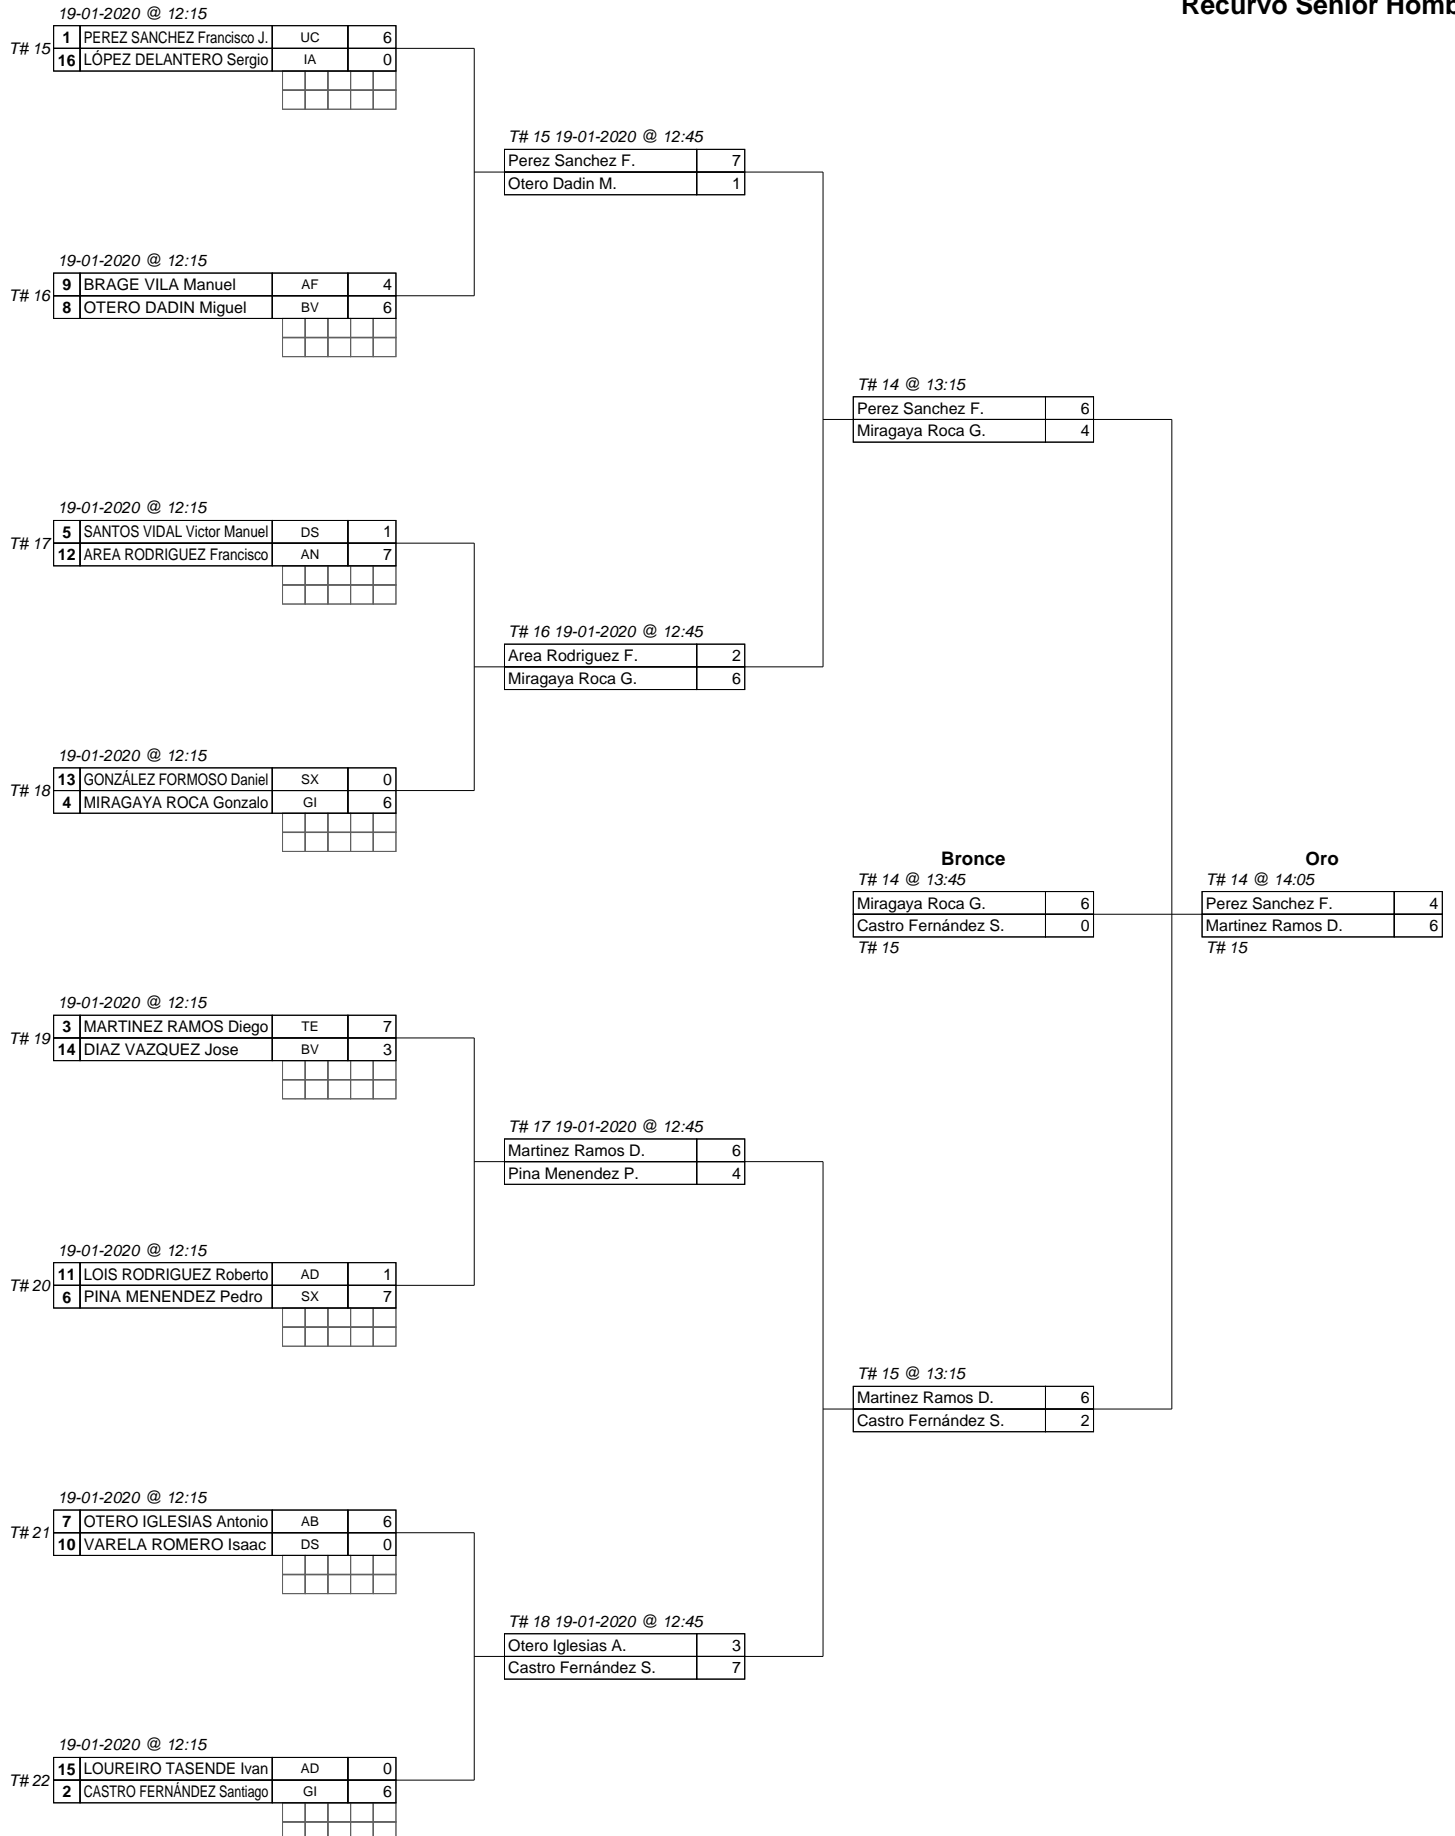 Recurvo Senior Homb
19-01-2020 @ 12:15
T# 15
1 PEREZ SANCHEZ Francisco J. UC 6
16 LÓPEZ DELANTERO Sergio IA 0
T# 15 19-01-2020 @ 12:45
Perez Sanchez F. 7
Otero Dadin M. 1
19-01-2020 @ 12:15
T# 16
9 BRAGE VILA Manuel AF 4
8 OTERO DADIN Miguel BV 6
T# 14 @ 13:15
Perez Sanchez F. 6
Miragaya Roca G. 4
19-01-2020 @ 12:15
T# 17
5 SANTOS VIDAL Victor Manuel DS 1
12 AREA RODRIGUEZ Francisco AN 7
T# 16 19-01-2020 @ 12:45
Area Rodriguez F. 2
Miragaya Roca G. 6
19-01-2020 @ 12:15
T# 18
13 GONZÁLEZ FORMOSO Daniel SX 0
4 MIRAGAYA ROCA Gonzalo GI 6
Bronce
T# 14 @ 13:45
Miragaya Roca G. 6
Castro Fernández S. 0
T# 15
Oro
T# 14 @ 14:05
Perez Sanchez F. 4
Martinez Ramos D. 6
T# 15
19-01-2020 @ 12:15
T# 19
3 MARTINEZ RAMOS Diego TE 7
14 DIAZ VAZQUEZ Jose BV 3
T# 17 19-01-2020 @ 12:45
Martinez Ramos D. 6
Pina Menendez P. 4
19-01-2020 @ 12:15
T# 20
11 LOIS RODRIGUEZ Roberto AD 1
6 PINA MENENDEZ Pedro SX 7
T# 15 @ 13:15
Martinez Ramos D. 6
Castro Fernández S. 2
19-01-2020 @ 12:15
T# 21
7 OTERO IGLESIAS Antonio AB 6
10 VARELA ROMERO Isaac DS 0
T# 18 19-01-2020 @ 12:45
Otero Iglesias A. 3
Castro Fernández S. 7
19-01-2020 @ 12:15
T# 22
15 LOUREIRO TASENDE Ivan AD 0
2 CASTRO FERNÁNDEZ Santiago GI 6